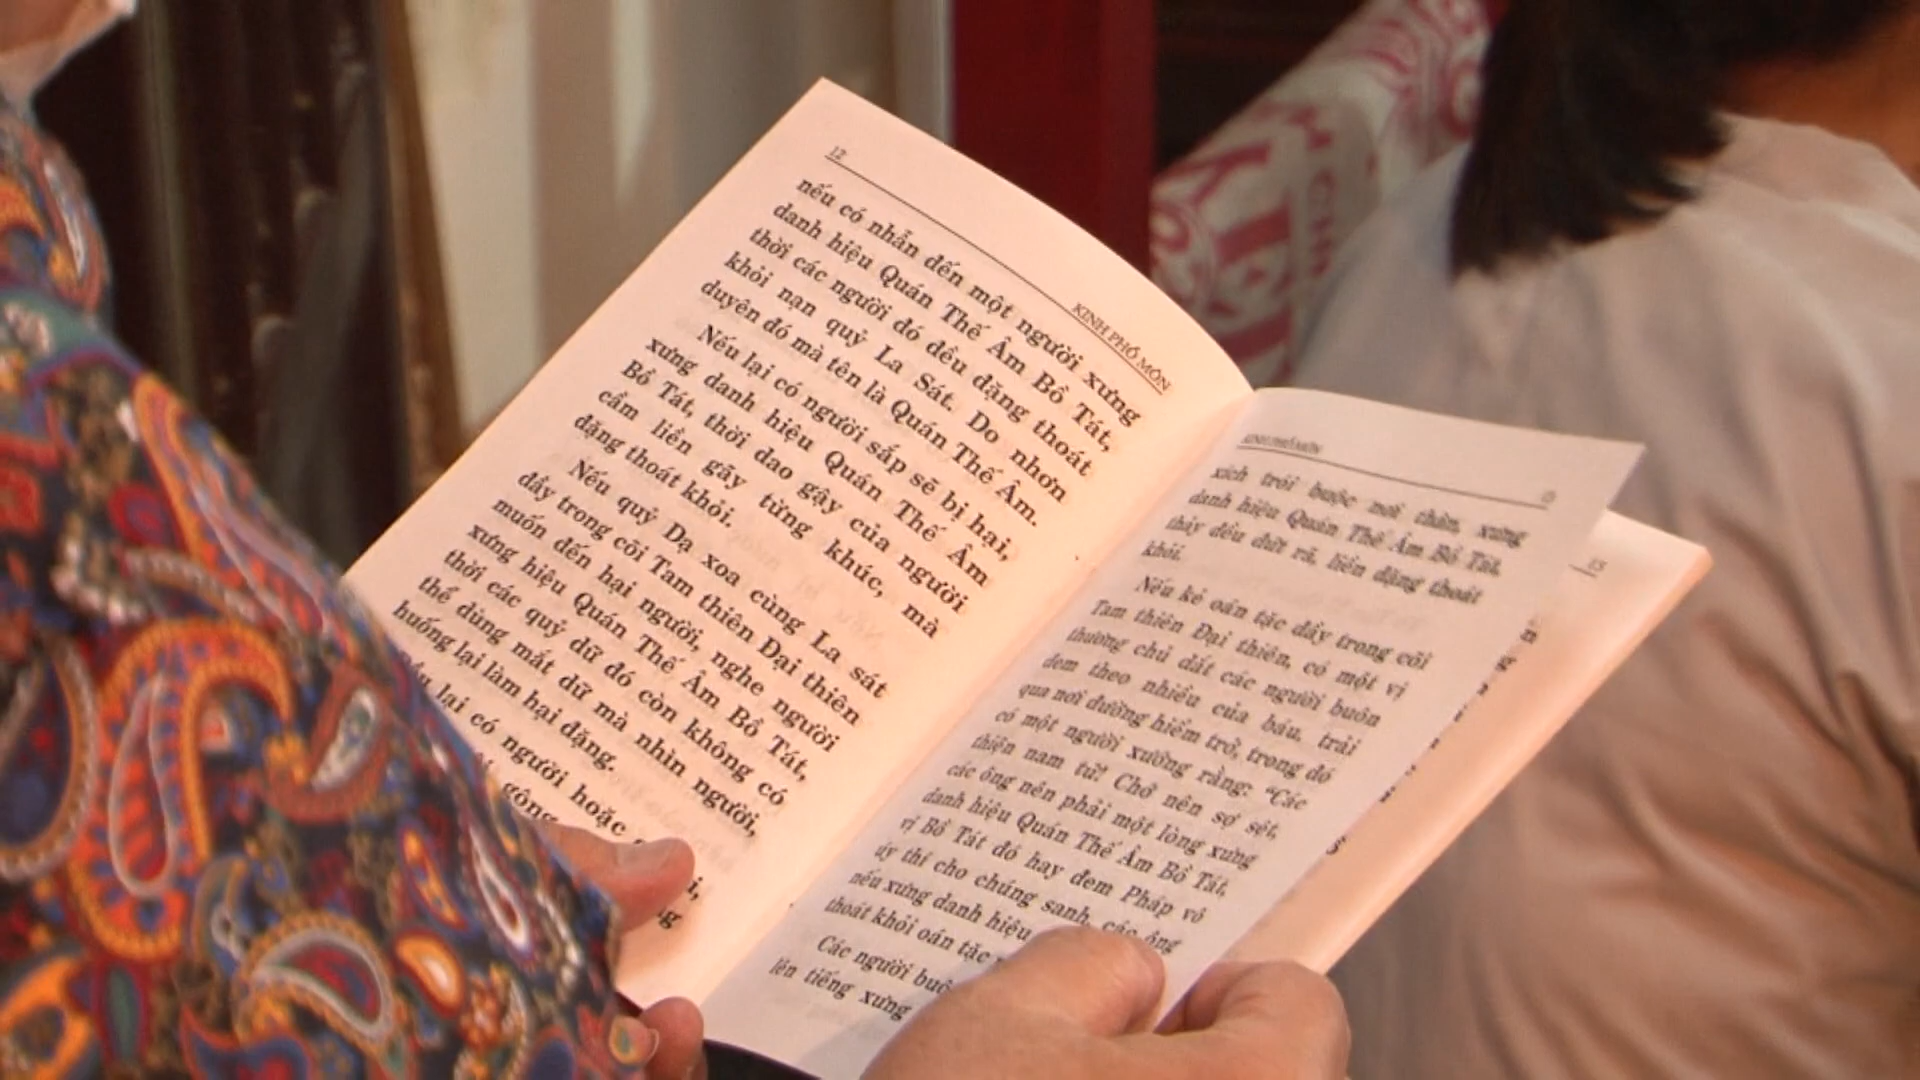 12
KINH PHỔ MÔN
nếu có nhẫn đến một người xưng
danh hiệu Quán Thế Âm Bồ Tát,
thời các người đó đều đặng thoát
khỏi nạn quỷ La Sát. Do nhơn
duyên đó mà tên là Quán Thế Âm.
Nếu lại có người sắp sẽ bị hại,
xưng danh hiệu Quán Thế Âm
Bồ Tát, thời dao gậy của người
cầm liền gãy từng khúc, mà
đặng thoát khỏi.
Nếu quỷ Dạ xoa cùng La sát
đầy trong cõi Tam thiên Đại thiên
muốn đến hại người, nghe người
xưng hiệu Quán Thế Âm Bồ Tát,
thời các quỷ dữ đó còn không có
thể dùng mắt dữ mà nhìn người,
huống lại làm hại đặng.
lại có người hoặc
gông
KINH PHỔ MÔN
xích trói buộc nơi thân, xưng
danh hiệu Quán Thế Âm Bồ Tát,
thảy đều đứt rã, liền đặng thoát
khỏi.
Nếu kẻ oán tặc đầy trong cõi
Tam thiên Đại thiên, có một vị
thương chủ dắt các người buôn
đem theo nhiều của báu, trải
qua nơi đường hiểm trở, trong đó
có một người xướng rằng: “Các
thiện nam tử! Chớ nên sợ sệt,
các ông nên phải một lòng xưng
danh hiệu Quán Thế Âm Bồ Tát,
vị Bồ Tát đó hay đem Pháp vô
úy thí cho chúng sanh, các ông
nếu xưng danh hiệu
thoát khỏi oán tặc
Các người
lên tiếng xưng
15